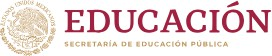 EDUCACIÓN
SECRETARÍA DE EDUCACIÓN PÚBLICA